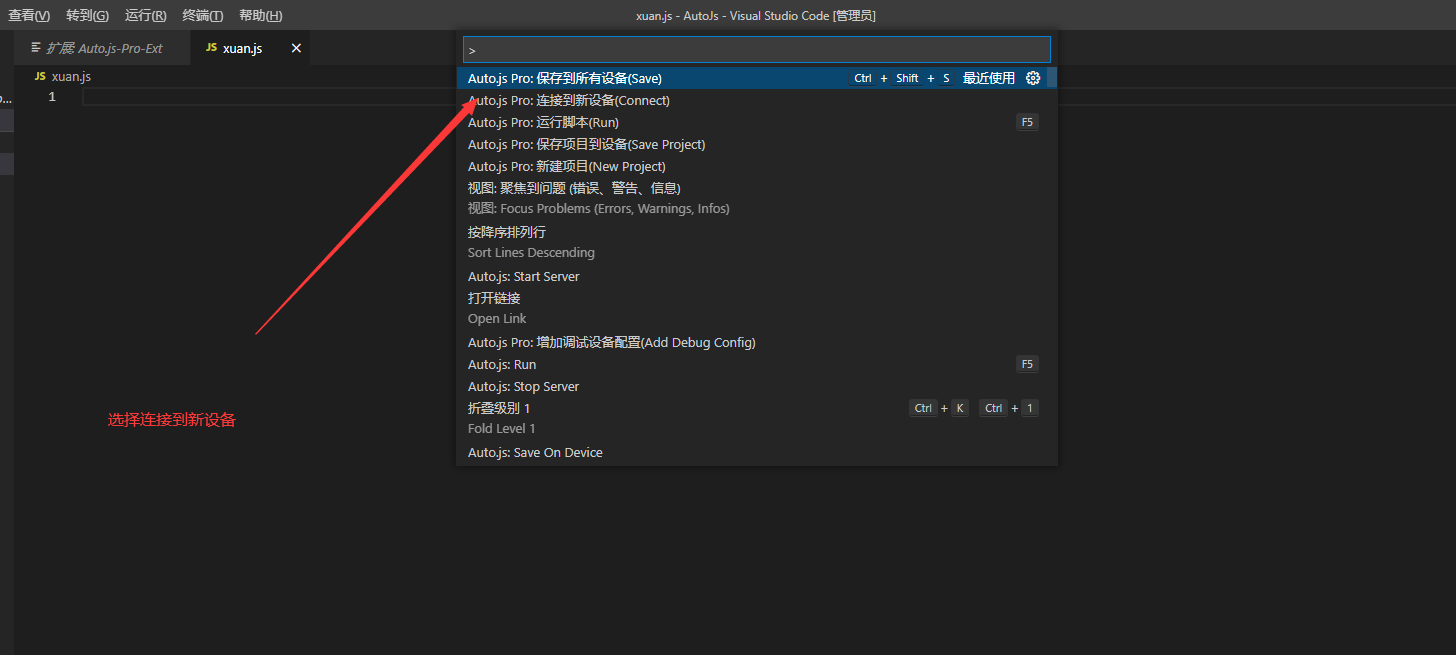 查看(V) 转到(G) 运行(R) 终端(T) 帮助(H) xuan.js - AutoJs - Visual Studio Code [管理员]
扩展: Auto.js-Pro-Ext JS xuan.js ×
JS xuan.js
1
>
Auto.js Pro: 保存到所有设备(Save) Ctrl + Shift + S 最近使用
Auto.js Pro: 连接到新设备(Connect)
Auto.js Pro: 运行脚本(Run) F5
Auto.js Pro: 保存项目到设备(Save Project)
Auto.js Pro: 新建项目(New Project)
视图: 聚焦到问题 (错误、警告、信息)
视图: Focus Problems (Errors, Warnings, Infos)
按降序排列行
Sort Lines Descending
Auto.js: Start Server
打开链接
Open Link
Auto.js Pro: 增加调试设备配置(Add Debug Config)
Auto.js: Run F5
Auto.js: Stop Server
折叠级别 1 Ctrl + K Ctrl + 1
Fold Level 1
Auto.js: Save On Device
选择连接到新设备